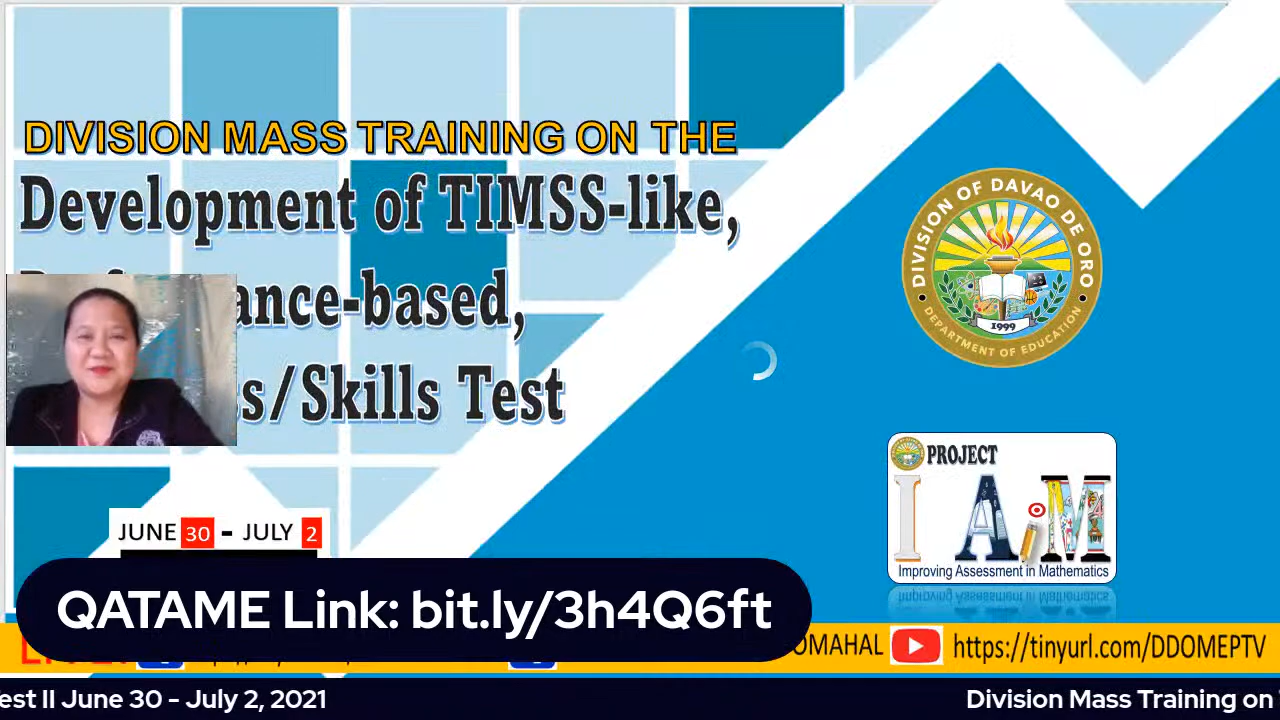 DIVISION MASS TRAINING ON THE
Development of TIMSS-like,
ance-based,
s/Skills Test
DIVISION OF DAVAO DE ORO
1999
DEPARTMENT OF EDUCATION
PROJECT
I AiM
Improving Assessment in Mathematics
JUNE 30 - JULY 2
QATAME Link: bit.ly/3h4Q6ft
OMAHAL https://tinyurl.com/DDOMEPTV
est II June 30 - July 2, 2021 Division Mass Training on